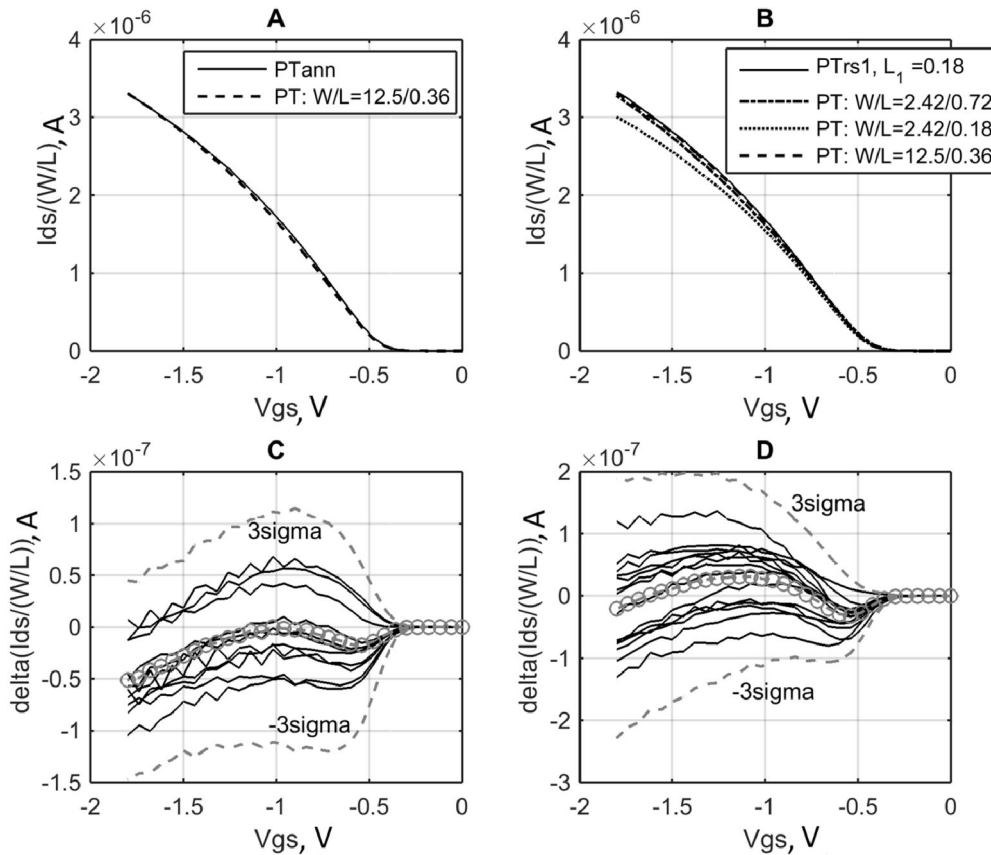 A
×10⁻⁶
4
3
2
1
0
Ids/(W/L), A
PTann
PT: W/L=12.5/0.36
-2
-1.5
-1
-0.5
0
Vgs, V
B
×10⁻⁶
4
3
2
1
0
Ids/(W/L), A
PTrs1, L₁ =0.18
PT: W/L=2.42/0.72
PT: W/L=2.42/0.18
PT: W/L=12.5/0.36
-2
-1.5
-1
-0.5
0
Vgs, V
C
×10⁻⁷
1.5
1
0.5
0
-0.5
-1
-1.5
delta(Ids/(W/L)), A
3sigma
-3sigma
-2
-1.5
-1
-0.5
0
Vgs, V
D
×10⁻⁷
2
1
0
-1
-2
-3
delta(Ids/(W/L)), A
3sigma
-3sigma
-2
-1.5
-1
-0.5
0
Vgs, V